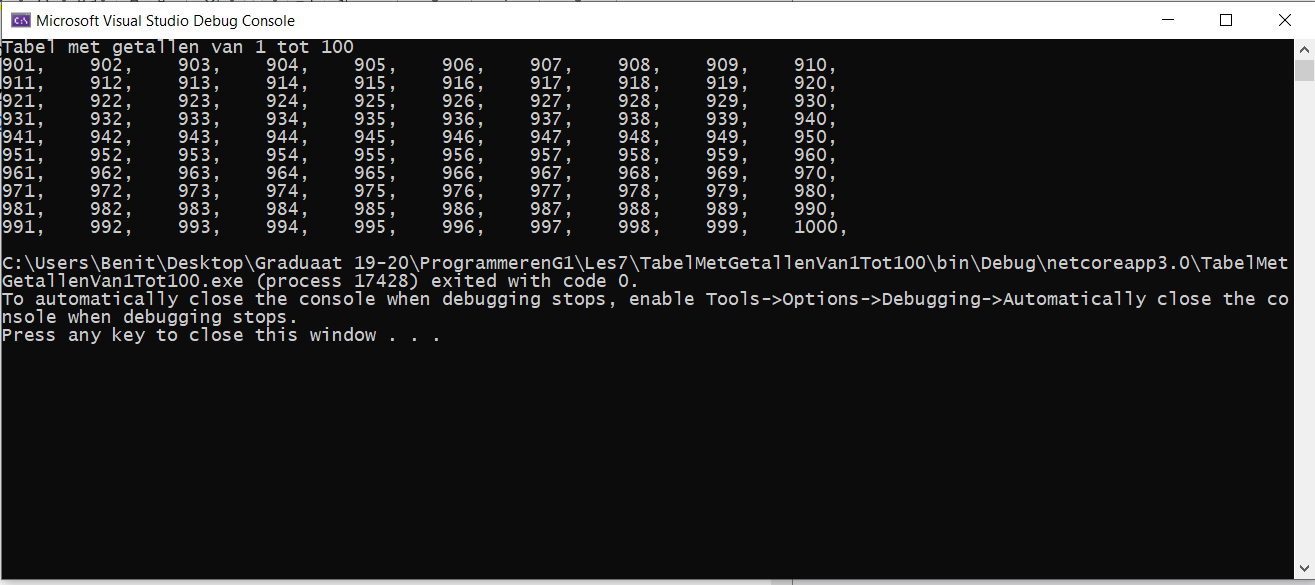 Microsoft Visual Studio Debug Console
Tabel met getallen van 1 tot 100
901, 902, 903, 904, 905, 906, 907, 908, 909, 910,
911, 912, 913, 914, 915, 916, 917, 918, 919, 920,
921, 922, 923, 924, 925, 926, 927, 928, 929, 930,
931, 932, 933, 934, 935, 936, 937, 938, 939, 940,
941, 942, 943, 944, 945, 946, 947, 948, 949, 950,
951, 952, 953, 954, 955, 956, 957, 958, 959, 960,
961, 962, 963, 964, 965, 966, 967, 968, 969, 970,
971, 972, 973, 974, 975, 976, 977, 978, 979, 980,
981, 982, 983, 984, 985, 986, 987, 988, 989, 990,
991, 992, 993, 994, 995, 996, 997, 998, 999, 1000,
C:\Users\Benit\Desktop\Graduaat 19-20\ProgrammerenG1\Les7\TabelMetGetallenVan1Tot100\bin\Debug\netcoreapp3.0\TabelMet
GetallenVan1Tot100.exe (process 17428) exited with code 0.
To automatically close the console when debugging stops, enable Tools->Options->Debugging->Automatically close the co
nsole when debugging stops.
Press any key to close this window . . .